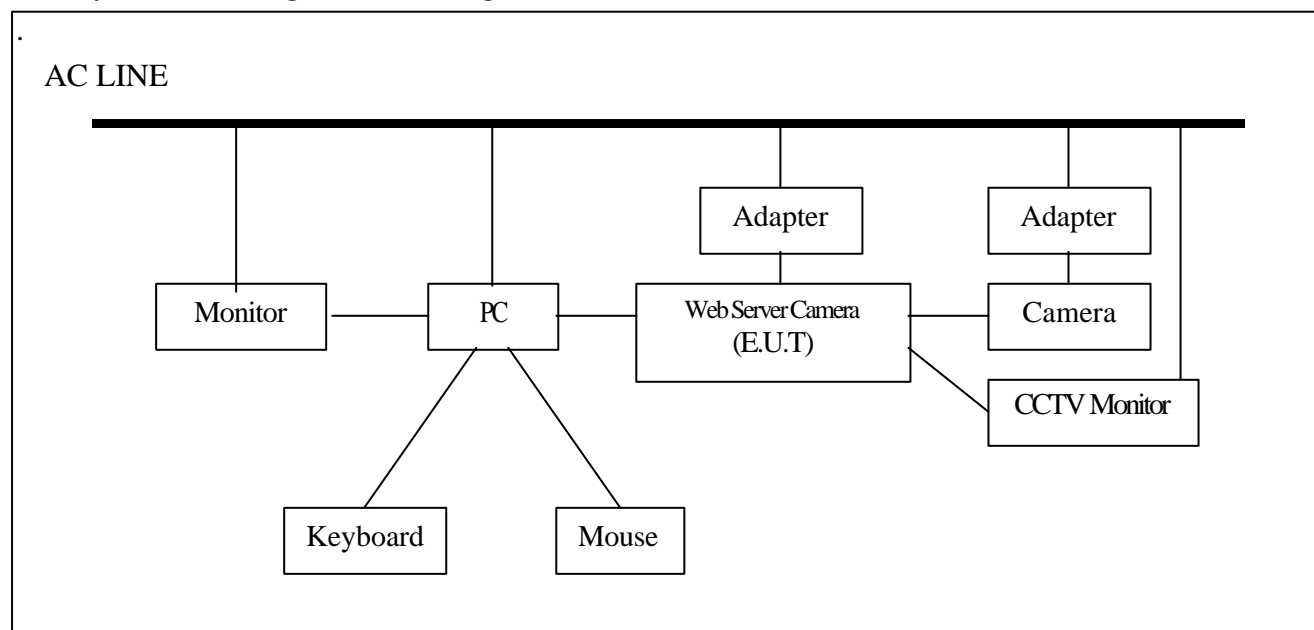 .
AC LINE
Adapter
Adapter
Monitor
PC
Web Server Camera
(E.U.T)
Camera
CCTV Monitor
Keyboard
Mouse